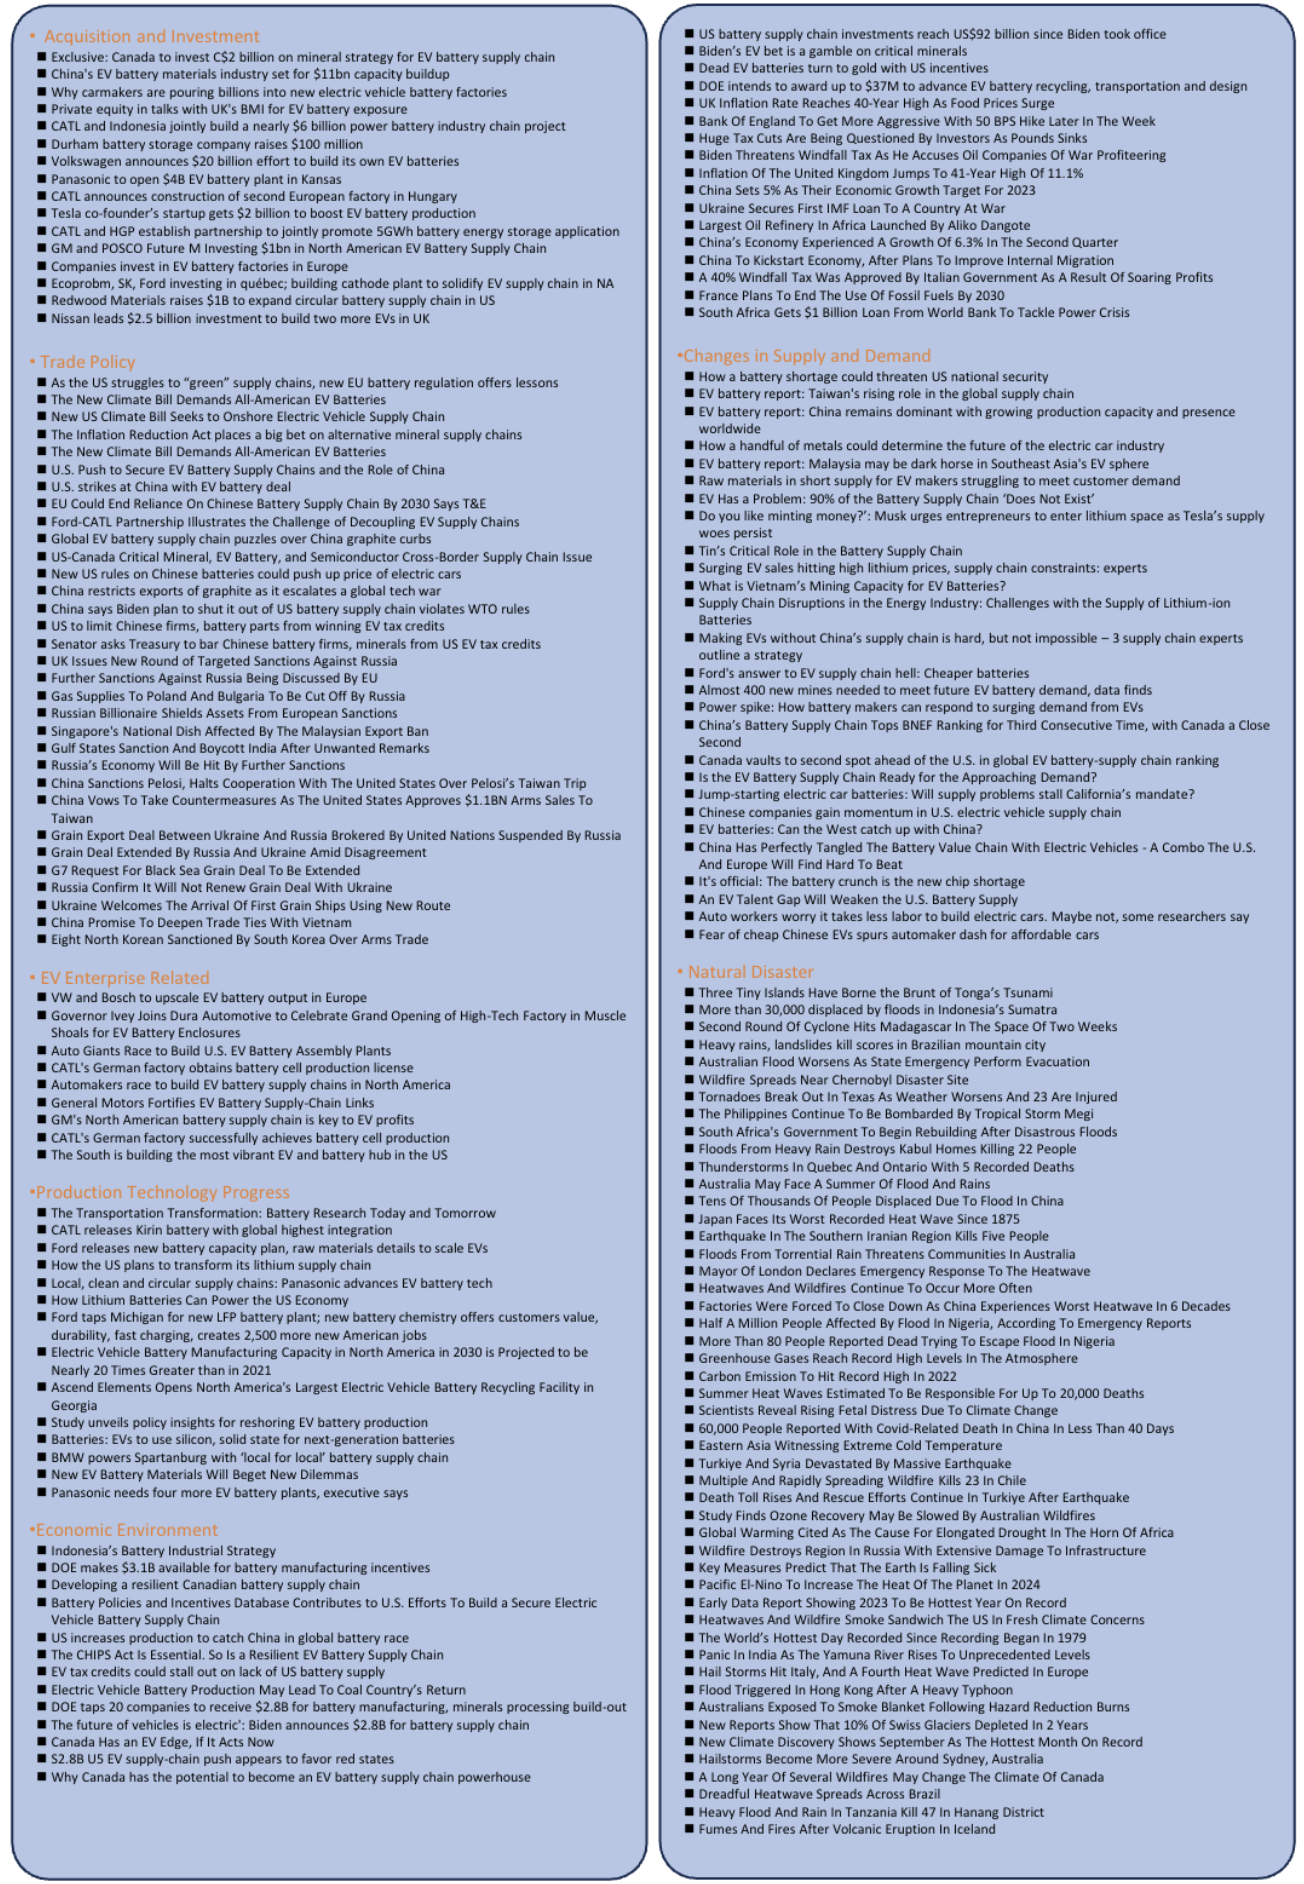 • Acquisition and Investment
■ Exclusive: Canada to invest C$2 billion on mineral strategy for EV battery supply chain
■ China's EV battery materials industry set for $11bn capacity buildup
■ Why carmakers are pouring billions into new electric vehicle battery factories
■ Private equity in talks with UK's BMI for EV battery exposure
■ CATL and Indonesia jointly build a nearly $6 billion power battery industry chain project
■ Durham battery storage company raises $100 million
■ Volkswagen announces $20 billion effort to build its own EV batteries
■ Panasonic to open $4B EV battery plant in Kansas
■ CATL announces construction of second European factory in Hungary
■ Tesla co-founder’s startup gets $2 billion to boost EV battery production
■ CATL and HGP establish partnership to jointly promote 5GWh battery energy storage application
■ GM and POSCO Future M Investing $1bn in North American EV Battery Supply Chain
■ Companies invest in EV battery factories in Europe
■ Ecoprobm, SK, Ford investing in québec; building cathode plant to solidify EV supply chain in NA
■ Redwood Materials raises $1B to expand circular battery supply chain in US
■ Nissan leads $2.5 billion investment to build two more EVs in UK
• Trade Policy
■ As the US struggles to “green” supply chains, new EU battery regulation offers lessons
■ The New Climate Bill Demands All-American EV Batteries
■ New US Climate Bill Seeks to Onshore Electric Vehicle Supply Chain
■ The Inflation Reduction Act places a big bet on alternative mineral supply chains
■ The New Climate Bill Demands All-American EV Batteries
■ U.S. Push to Secure EV Battery Supply Chains and the Role of China
■ U.S. strikes at China with EV battery deal
■ EU Could End Reliance On Chinese Battery Supply Chain By 2030 Says T&E
■ Ford-CATL Partnership Illustrates the Challenge of Decoupling EV Supply Chains
■ Global EV battery supply chain puzzles over China graphite curbs
■ US-Canada Critical Mineral, EV Battery, and Semiconductor Cross-Border Supply Chain Issue
■ New US rules on Chinese batteries could push up price of electric cars
■ China restricts exports of graphite as it escalates a global tech war
■ China says Biden plan to shut it out of US battery supply chain violates WTO rules
■ US to limit Chinese firms, battery parts from winning EV tax credits
■ Senator asks Treasury to bar Chinese battery firms, minerals from US EV tax credits
■ UK Issues New Round of Targeted Sanctions Against Russia
■ Further Sanctions Against Russia Being Discussed By EU
■ Gas Supplies To Poland And Bulgaria To Be Cut Off By Russia
■ Russian Billionaire Shields Assets From European Sanctions
■ Singapore's National Dish Affected By The Malaysian Export Ban
■ Gulf States Sanction And Boycott India After Unwanted Remarks
■ Russia’s Economy Will Be Hit By Further Sanctions
■ China Sanctions Pelosi, Halts Cooperation With The United States Over Pelosi’s Taiwan Trip
■ China Vows To Take Countermeasures As The United States Approves $1.1BN Arms Sales To
Taiwan
■ Grain Export Deal Between Ukraine And Russia Brokered By United Nations Suspended By Russia
■ Grain Deal Extended By Russia And Ukraine Amid Disagreement
■ G7 Request For Black Sea Grain Deal To Be Extended
■ Russia Confirm It Will Not Renew Grain Deal With Ukraine
■ Ukraine Welcomes The Arrival Of First Grain Ships Using New Route
■ China Promise To Deepen Trade Ties With Vietnam
■ Eight North Korean Sanctioned By South Korea Over Arms Trade
• EV Enterprise Related
■ VW and Bosch to upscale EV battery output in Europe
■ Governor Ivey Joins Dura Automotive to Celebrate Grand Opening of High-Tech Factory in Muscle
Shoals for EV Battery Enclosures
■ Auto Giants Race to Build U.S. EV Battery Assembly Plants
■ CATL's German factory obtains battery cell production license
■ Automakers race to build EV battery supply chains in North America
■ General Motors Fortifies EV Battery Supply-Chain Links
■ GM's North American battery supply chain is key to EV profits
■ CATL's German factory successfully achieves battery cell production
■ The South is building the most vibrant EV and battery hub in the US
•Production Technology Progress
■ The Transportation Transformation: Battery Research Today and Tomorrow
■ CATL releases Kirin battery with global highest integration
■ Ford releases new battery capacity plan, raw materials details to scale EVs
■ How the US plans to transform its lithium supply chain
■ Local, clean and circular supply chains: Panasonic advances EV battery tech
■ How Lithium Batteries Can Power the US Economy
■ Ford taps Michigan for new LFP battery plant; new battery chemistry offers customers value,
durability, fast charging, creates 2,500 more new American jobs
■ Electric Vehicle Battery Manufacturing Capacity in North America in 2030 is Projected to be
Nearly 20 Times Greater than in 2021
■ Ascend Elements Opens North America's Largest Electric Vehicle Battery Recycling Facility in
Georgia
■ Study unveils policy insights for reshoring EV battery production
■ Batteries: EVs to use silicon, solid state for next-generation batteries
■ BMW powers Spartanburg with ‘local for local’ battery supply chain
■ New EV Battery Materials Will Beget New Dilemmas
■ Panasonic needs four more EV battery plants, executive says
•Economic Environment
■ Indonesia’s Battery Industrial Strategy
■ DOE makes $3.1B available for battery manufacturing incentives
■ Developing a resilient Canadian battery supply chain
■ Battery Policies and Incentives Database Contributes to U.S. Efforts To Build a Secure Electric
Vehicle Battery Supply Chain
■ US increases production to catch China in global battery race
■ The CHIPS Act Is Essential. So Is a Resilient EV Battery Supply Chain
■ EV tax credits could stall out on lack of US battery supply
■ Electric Vehicle Battery Production May Lead To Coal Country’s Return
■ DOE taps 20 companies to receive $2.8B for battery manufacturing, minerals processing build-out
■ The future of vehicles is electric': Biden announces $2.8B for battery supply chain
■ Canada Has an EV Edge, If It Acts Now
■ S2.8B U5 EV supply-chain push appears to favor red states
■ Why Canada has the potential to become an EV battery supply chain powerhouse
■ US battery supply chain investments reach US$92 billion since Biden took office
■ Biden’s EV bet is a gamble on critical minerals
■ Dead EV batteries turn to gold with US incentives
■ DOE intends to award up to $37M to advance EV battery recycling, transportation and design
■ UK Inflation Rate Reaches 40-Year High As Food Prices Surge
■ Bank Of England To Get More Aggressive With 50 BPS Hike Later In The Week
■ Huge Tax Cuts Are Being Questioned By Investors As Pounds Sinks
■ Biden Threatens Windfall Tax As He Accuses Oil Companies Of War Profiteering
■ Inflation Of The United Kingdom Jumps To 41-Year High Of 11.1%
■ China Sets 5% As Their Economic Growth Target For 2023
■ Ukraine Secures First IMF Loan To A Country At War
■ Largest Oil Refinery In Africa Launched By Aliko Dangote
■ China’s Economy Experienced A Growth Of 6.3% In The Second Quarter
■ China To Kickstart Economy, After Plans To Improve Internal Migration
■ A 40% Windfall Tax Was Approved By Italian Government As A Result Of Soaring Profits
■ France Plans To End The Use Of Fossil Fuels By 2030
■ South Africa Gets $1 Billion Loan From World Bank To Tackle Power Crisis
•Changes in Supply and Demand
■ How a battery shortage could threaten US national security
■ EV battery report: Taiwan's rising role in the global supply chain
■ EV battery report: China remains dominant with growing production capacity and presence
worldwide
■ How a handful of metals could determine the future of the electric car industry
■ EV battery report: Malaysia may be dark horse in Southeast Asia's EV sphere
■ Raw materials in short supply for EV makers struggling to meet customer demand
■ EV Has a Problem: 90% of the Battery Supply Chain ‘Does Not Exist’
■ Do you like minting money?’: Musk urges entrepreneurs to enter lithium space as Tesla’s supply
woes persist
■ Tin’s Critical Role in the Battery Supply Chain
■ Surging EV sales hitting high lithium prices, supply chain constraints: experts
■ What is Vietnam’s Mining Capacity for EV Batteries?
■ Supply Chain Disruptions in the Energy Industry: Challenges with the Supply of Lithium-ion
Batteries
■ Making EVs without China’s supply chain is hard, but not impossible – 3 supply chain experts
outline a strategy
■ Ford's answer to EV supply chain hell: Cheaper batteries
■ Almost 400 new mines needed to meet future EV battery demand, data finds
■ Power spike: How battery makers can respond to surging demand from EVs
■ China’s Battery Supply Chain Tops BNEF Ranking for Third Consecutive Time, with Canada a Close
Second
■ Canada vaults to second spot ahead of the U.S. in global EV battery-supply chain ranking
■ Is the EV Battery Supply Chain Ready for the Approaching Demand?
■ Jump-starting electric car batteries: Will supply problems stall California’s mandate?
■ Chinese companies gain momentum in U.S. electric vehicle supply chain
■ EV batteries: Can the West catch up with China?
■ China Has Perfectly Tangled The Battery Value Chain With Electric Vehicles - A Combo The U.S.
And Europe Will Find Hard To Beat
■ It's official: The battery crunch is the new chip shortage
■ An EV Talent Gap Will Weaken the U.S. Battery Supply
■ Auto workers worry it takes less labor to build electric cars. Maybe not, some researchers say
■ Fear of cheap Chinese EVs spurs automaker dash for affordable cars
• Natural Disaster
■ Three Tiny Islands Have Borne the Brunt of Tonga’s Tsunami
■ More than 30,000 displaced by floods in Indonesia’s Sumatra
■ Second Round Of Cyclone Hits Madagascar In The Space Of Two Weeks
■ Heavy rains, landslides kill scores in Brazilian mountain city
■ Australian Flood Worsens As State Emergency Perform Evacuation
■ Wildfire Spreads Near Chernobyl Disaster Site
■ Tornadoes Break Out In Texas As Weather Worsens And 23 Are Injured
■ The Philippines Continue To Be Bombarded By Tropical Storm Megi
■ South Africa's Government To Begin Rebuilding After Disastrous Floods
■ Floods From Heavy Rain Destroys Kabul Homes Killing 22 People
■ Thunderstorms In Quebec And Ontario With 5 Recorded Deaths
■ Australia May Face A Summer Of Flood And Rains
■ Tens Of Thousands Of People Displaced Due To Flood In China
■ Japan Faces Its Worst Recorded Heat Wave Since 1875
■ Earthquake In The Southern Iranian Region Kills Five People
■ Floods From Torrential Rain Threatens Communities In Australia
■ Mayor Of London Declares Emergency Response To The Heatwave
■ Heatwaves And Wildfires Continue To Occur More Often
■ Factories Were Forced To Close Down As China Experiences Worst Heatwave In 6 Decades
■ Half A Million People Affected By Flood In Nigeria, According To Emergency Reports
■ More Than 80 People Reported Dead Trying To Escape Flood In Nigeria
■ Greenhouse Gases Reach Record High Levels In The Atmosphere
■ Carbon Emission To Hit Record High In 2022
■ Summer Heat Waves Estimated To Be Responsible For Up To 20,000 Deaths
■ Scientists Reveal Rising Fetal Distress Due To Climate Change
■ 60,000 People Reported With Covid-Related Death In China In Less Than 40 Days
■ Eastern Asia Witnessing Extreme Cold Temperature
■ Turkiye And Syria Devastated By Massive Earthquake
■ Multiple And Rapidly Spreading Wildfire Kills 23 In Chile
■ Death Toll Rises And Rescue Efforts Continue In Turkiye After Earthquake
■ Study Finds Ozone Recovery May Be Slowed By Australian Wildfires
■ Global Warming Cited As The Cause For Elongated Drought In The Horn Of Africa
■ Wildfire Destroys Region In Russia With Extensive Damage To Infrastructure
■ Key Measures Predict That The Earth Is Falling Sick
■ Pacific El-Nino To Increase The Heat Of The Planet In 2024
■ Early Data Report Showing 2023 To Be Hottest Year On Record
■ Heatwaves And Wildfire Smoke Sandwich The US In Fresh Climate Concerns
■ The World’s Hottest Day Recorded Since Recording Began In 1979
■ Panic In India As The Yamuna River Rises To Unprecedented Levels
■ Hail Storms Hit Italy, And A Fourth Heat Wave Predicted In Europe
■ Flood Triggered In Hong Kong After A Heavy Typhoon
■ Australians Exposed To Smoke Blanket Following Hazard Reduction Burns
■ New Reports Show That 10% Of Swiss Glaciers Depleted In 2 Years
■ New Climate Discovery Shows September As The Hottest Month On Record
■ Hailstorms Become More Severe Around Sydney, Australia
■ A Long Year Of Several Wildfires May Change The Climate Of Canada
■ Dreadful Heatwave Spreads Across Brazil
■ Heavy Flood And Rain In Tanzania Kill 47 In Hanang District
■ Fumes And Fires After Volcanic Eruption In Iceland